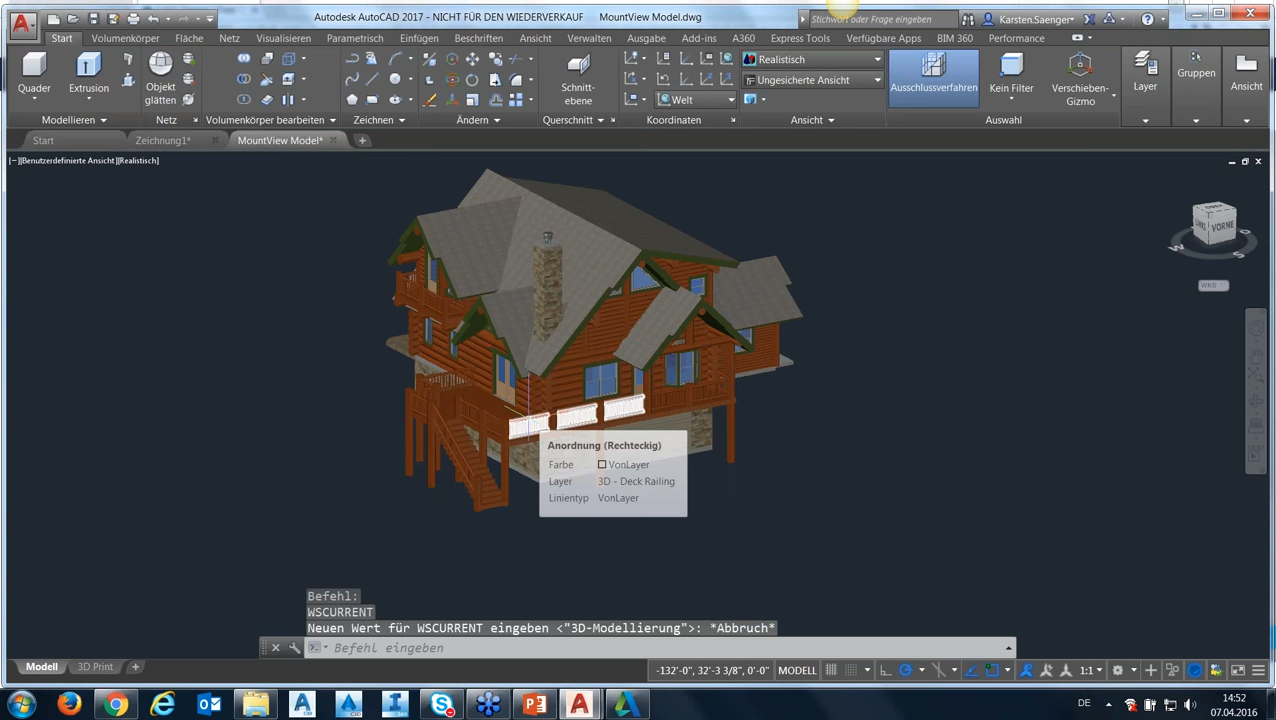 Autodesk AutoCAD 2017 - NICHT FÜR DEN WIEDERVERKAUF MountView Model.dwg
Stichwort oder Frage eingeben
Karsten.Saenger
Start Volumenkörper Fläche Netz Visualisieren Parametrisch Einfügen Beschriften Ansicht Verwalten Ausgabe Add-ins A360 Express Tools Verfügbare Apps BIM 360 Performance
Quader
Extrusion
Objekt
glätten
Schnitt-
ebene
Welt
Realistisch
Ungesicherte Ansicht
Ausschlussverfahren
Kein Filter
Verschieben-
Gizmo
Layer
Gruppen
Ansicht
Modellieren Netz Volumenkörper bearbeiten Zeichnen Ändern Querschnitt Koordinaten Ansicht Auswahl
Start Zeichnung1* MountView Model*
[−][Benutzerdefinierte Ansicht][Realistisch]
LINKS VORNE
W S
WKS
Anordnung (Rechteckig)
Farbe VonLayer
Layer 3D - Deck Railing
Linientyp VonLayer
Befehl:
WSCURRENT
Neuen Wert für WSCURRENT eingeben <"3D-Modellierung">: *Abbruch*
Befehl eingeben
Modell 3D Print
-132'-0", 32'-3 3/8", 0'-0" MODELL 1:1
DE
14:52
07.04.2016